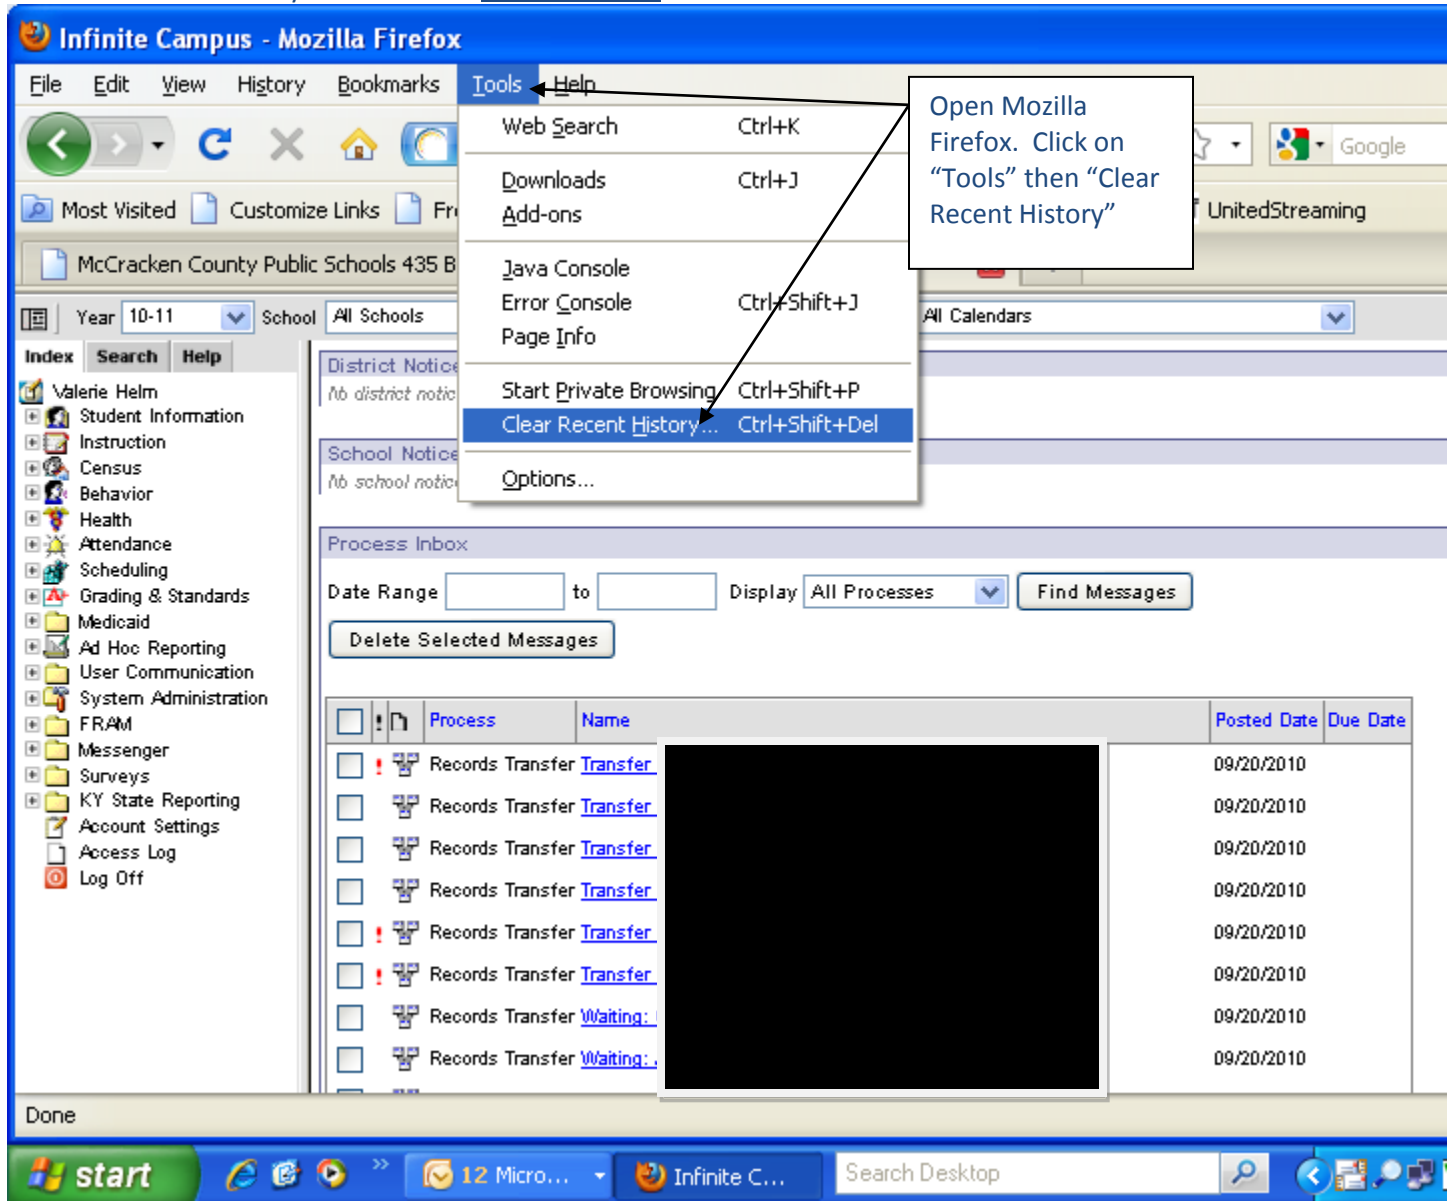 Infinite Campus - Mozilla Firefox
File Edit View History Bookmarks Tools Help
Web Search Ctrl+K
Downloads Ctrl+J
Add-ons
Java Console
Error Console Ctrl+Shift+J
Page Info
Start Private Browsing Ctrl+Shift+P
Clear Recent History... Ctrl+Shift+Del
Options...
Open Mozilla
Firefox. Click on
“Tools” then “Clear
Recent History”
Google
Most Visited Customize Links
UnitedStreaming
McCracken County Public Schools 435 B
Year 10-11 School All Schools
All Calendars
Index Search Help
Valerie Helm
Student Information
Instruction
Census
Behavior
Health
Attendance
Scheduling
Grading & Standards
Medicaid
Ad Hoc Reporting
User Communication
System Administration
FRAM
Messenger
Surveys
KY State Reporting
Account Settings
Access Log
Log Off
District Notice
No district notic
School Notice
No school notic
Process Inbox
Date Range to Display All Processes Find Messages
Delete Selected Messages
! Process Name Posted Date Due Date
! Records Transfer Transfer 09/20/2010
Records Transfer Transfer 09/20/2010
Records Transfer Transfer 09/20/2010
Records Transfer Transfer 09/20/2010
! Records Transfer Transfer 09/20/2010
! Records Transfer Transfer 09/20/2010
Records Transfer Waiting: 09/20/2010
Records Transfer Waiting: 09/20/2010
Done
start 12 Micro... Infinite C... Search Desktop